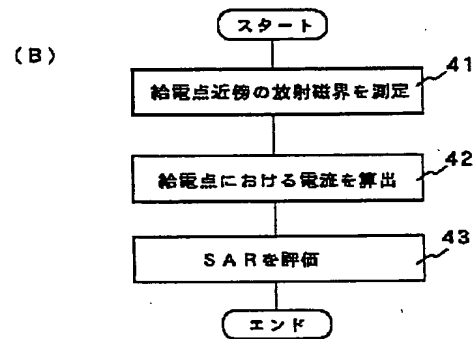 (B)
スタート
給電点近傍の放射磁界を測定
41
給電点における電流を算出
42
SARを評価
43
エンド